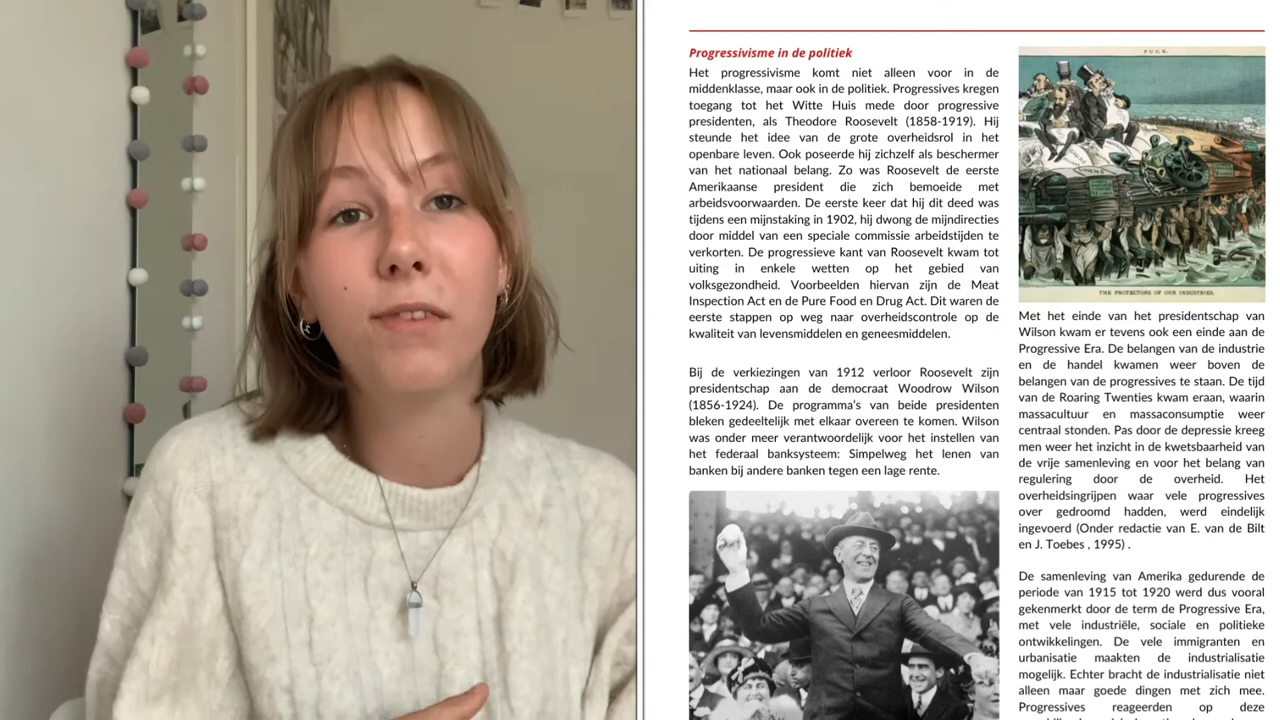 Progressivisme in de politiek
Het progressivisme komt niet alleen voor in de
middenklasse, maar ook in de politiek. Progressives kregen
toegang tot het Witte Huis mede door progressive
presidenten, als Theodore Roosevelt (1858-1919). Hij
steunde het idee van de grote overheidsrol in het
openbare leven. Ook poseerde hij zichzelf als beschermer
van het nationaal belang. Zo was Roosevelt de eerste
Amerikaanse president die zich bemoeide met
arbeidsvoorwaarden. De eerste keer dat hij dit deed was
tijdens een mijnstaking in 1902, hij dwong de mijndirecties
door middel van een speciale commissie arbeidstijden te
verkorten. De progressieve kant van Roosevelt kwam tot
uiting in enkele wetten op het gebied van
volksgezondheid. Voorbeelden hiervan zijn de Meat
Inspection Act en de Pure Food en Drug Act. Dit waren de
eerste stappen op weg naar overheidscontrole op de
kwaliteit van levensmiddelen en geneesmiddelen.
Bij de verkiezingen van 1912 verloor Roosevelt zijn
presidentschap aan de democraat Woodrow Wilson
(1856-1924). De programma's van beide presidenten
bleken gedeeltelijk met elkaar overeen te komen. Wilson
was onder meer verantwoordelijk voor het instellen van
het federaal banksysteem: Simpelweg het lenen van
banken bij andere banken tegen een lage rente.
PUCK.
THE PROTECTORS OF OUR INDUSTRIES.
Met het einde van het presidentschap van
Wilson kwam er tevens ook een einde aan de
Progressive Era. De belangen van de industrie
en de handel kwamen weer boven de
belangen van de progressives te staan. De tijd
van de Roaring Twenties kwam eraan, waarin
massacultuur en massaconsumptie weer
centraal stonden. Pas door de depressie kreeg
men weer het inzicht in de kwetsbaarheid van
de vrije samenleving en voor het belang van
regulering door de overheid. Het
overheidsingrijpen waar vele progressives
over gedroomd hadden, werd eindelijk
ingevoerd (Onder redactie van E. van de Bilt
en J. Toebes , 1995) .
De samenleving van Amerika gedurende de
periode van 1915 tot 1920 werd dus vooral
gekenmerkt door de term de Progressive Era,
met vele industriële, sociale en politieke
ontwikkelingen. De vele immigranten en
urbanisatie maakten de industrialisatie
mogelijk. Echter bracht de industrialisatie niet
alleen maar goede dingen met zich mee.
Progressives reageerden op deze